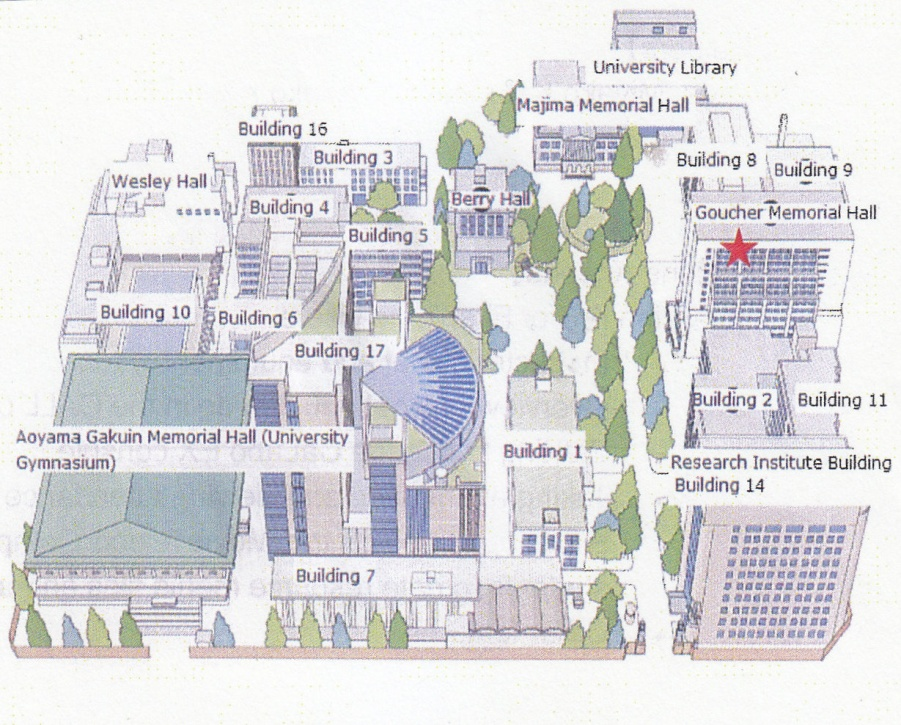 University Library
Majima Memorial Hall
Building 16
Building 3
Building 8
Building 9
Wesley Hall
Berry Hall
Building 4
Goucher Memorial Hall
Building 5
Building 10
Building 6
Building 17
Building 2
Building 11
Aoyama Gakuin Memorial Hall (University
Gymnasium)
Building 1
Research Institute Building
Building 14
Building 7